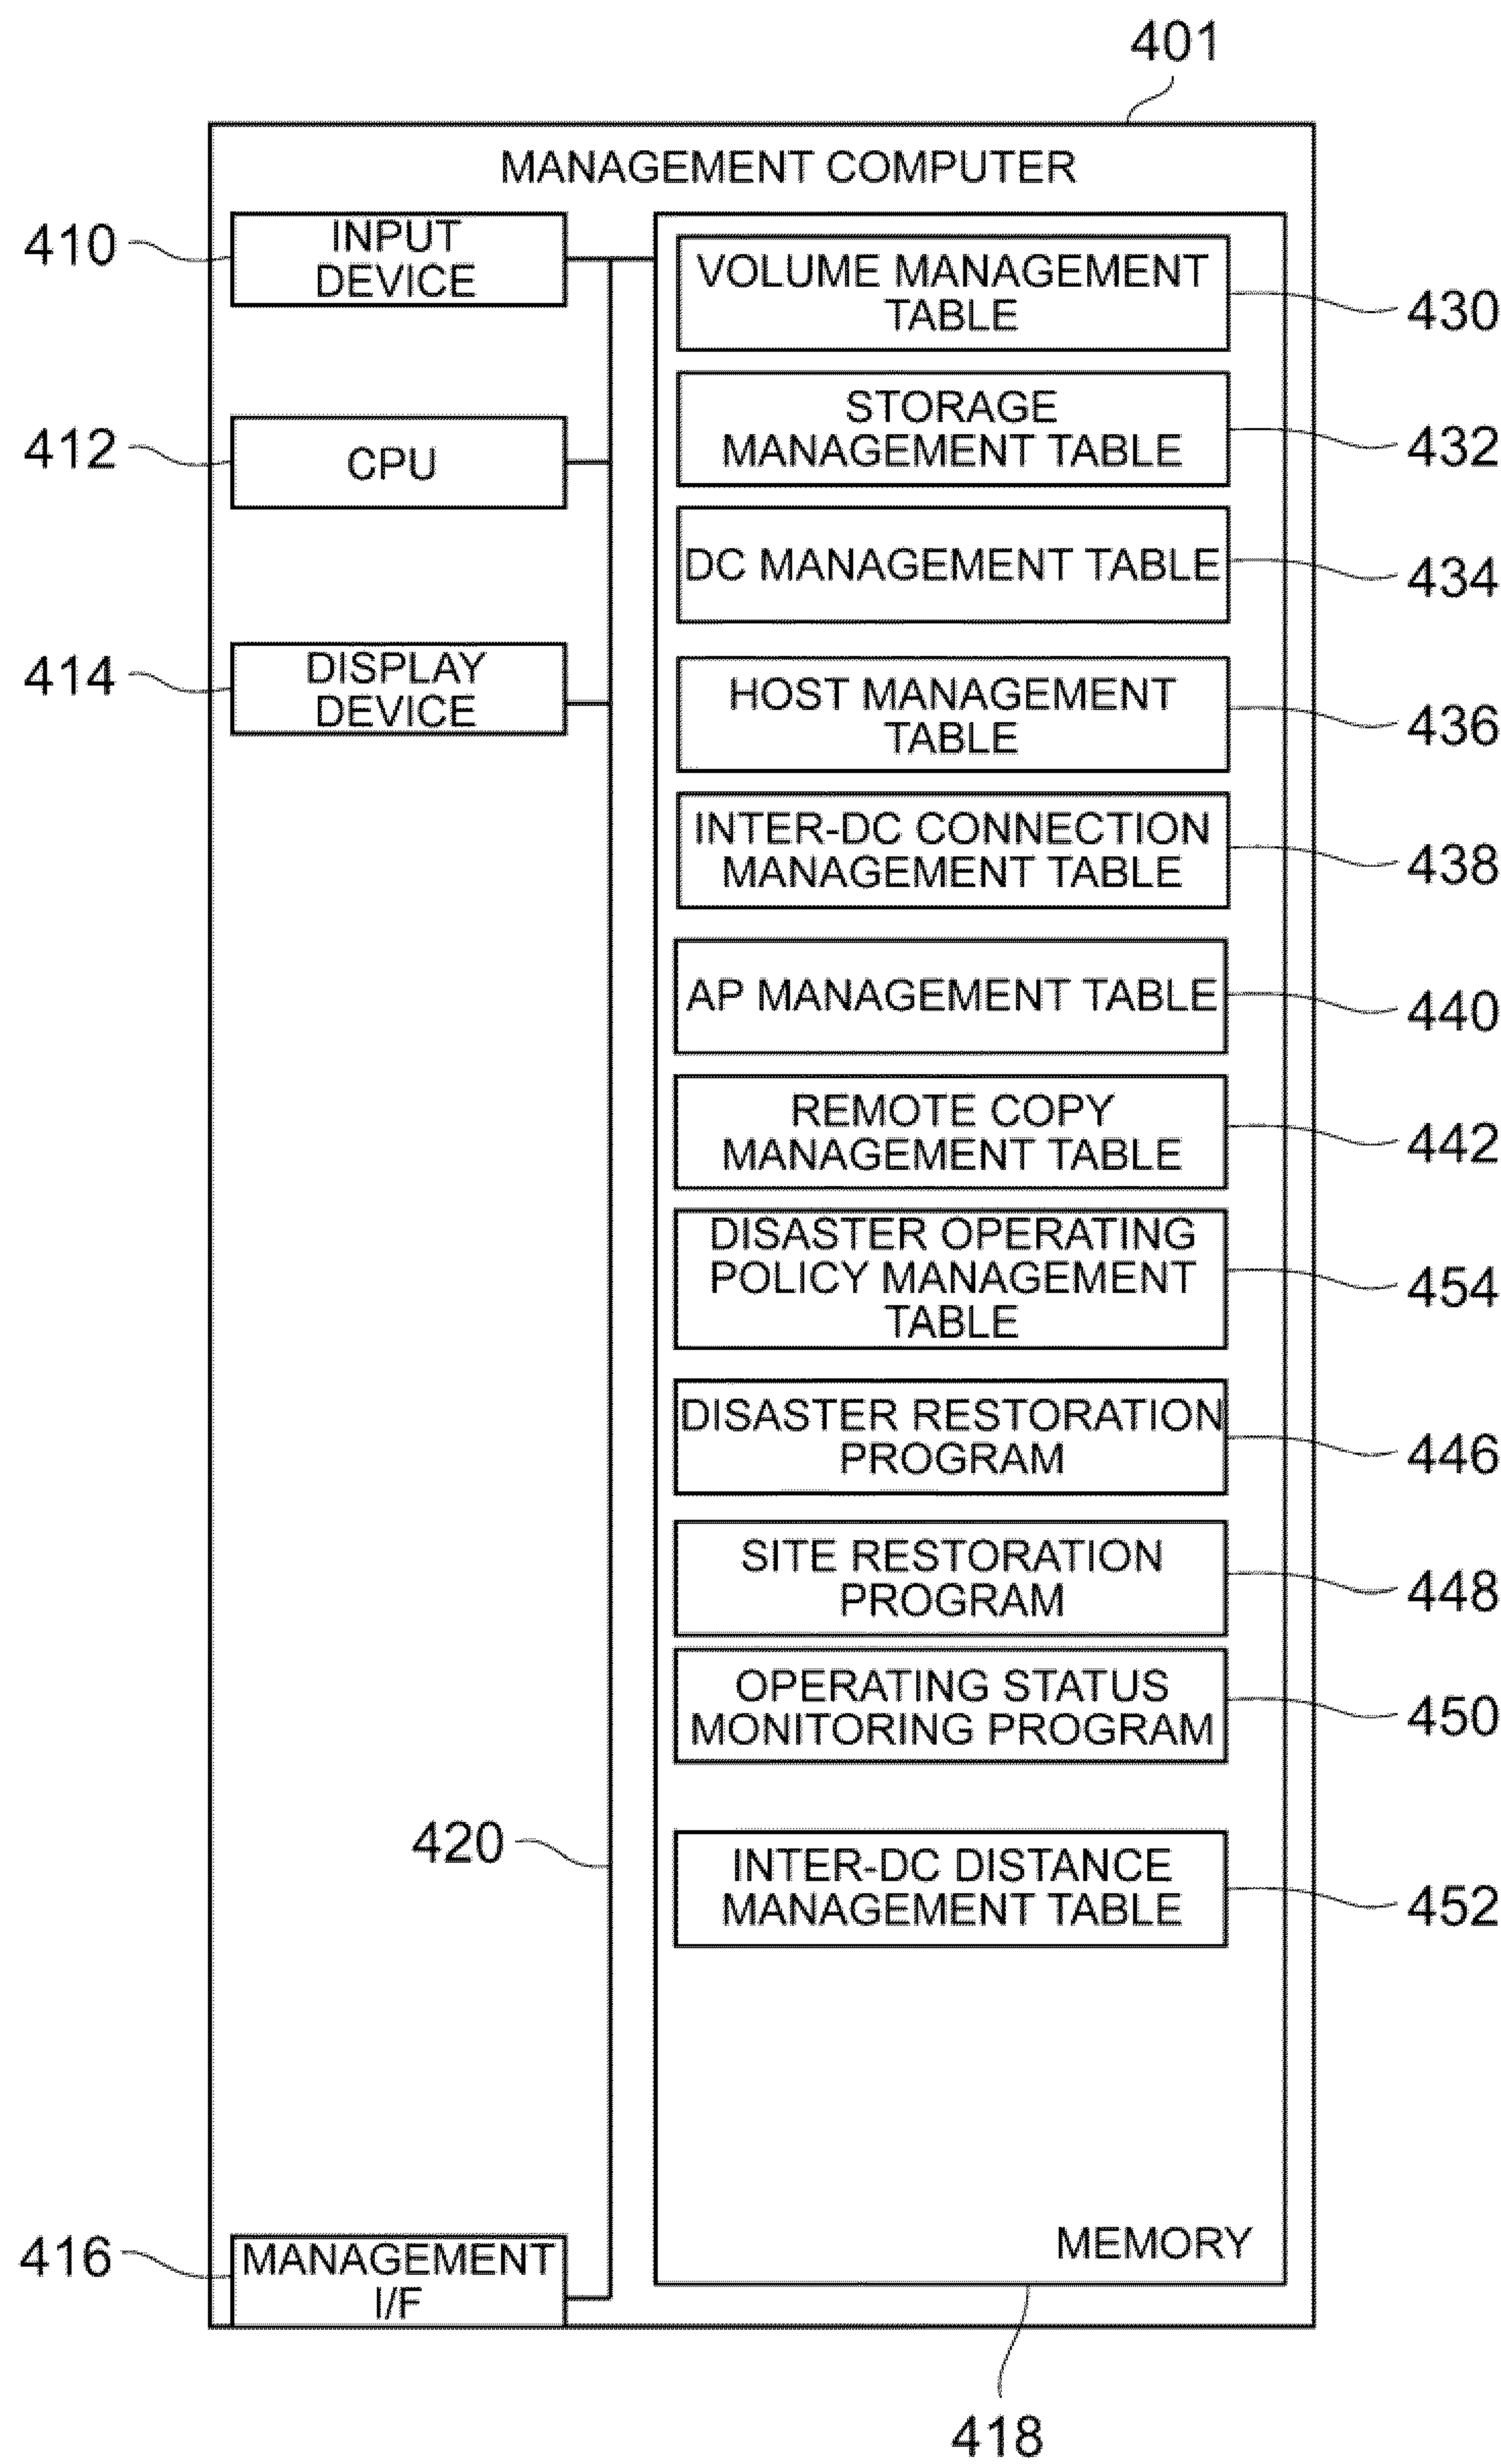 401
MANAGEMENT COMPUTER
410
INPUT
DEVICE
412
CPU
414
DISPLAY
DEVICE
420
416
MANAGEMENT
I/F
VOLUME MANAGEMENT
TABLE
430
STORAGE
MANAGEMENT TABLE
432
DC MANAGEMENT TABLE
434
HOST MANAGEMENT
TABLE
436
INTER-DC CONNECTION
MANAGEMENT TABLE
438
AP MANAGEMENT TABLE
440
REMOTE COPY
MANAGEMENT TABLE
442
DISASTER OPERATING
POLICY MANAGEMENT
TABLE
454
DISASTER RESTORATION
PROGRAM
446
SITE RESTORATION
PROGRAM
448
OPERATING STATUS
MONITORING PROGRAM
450
INTER-DC DISTANCE
MANAGEMENT TABLE
452
MEMORY
418